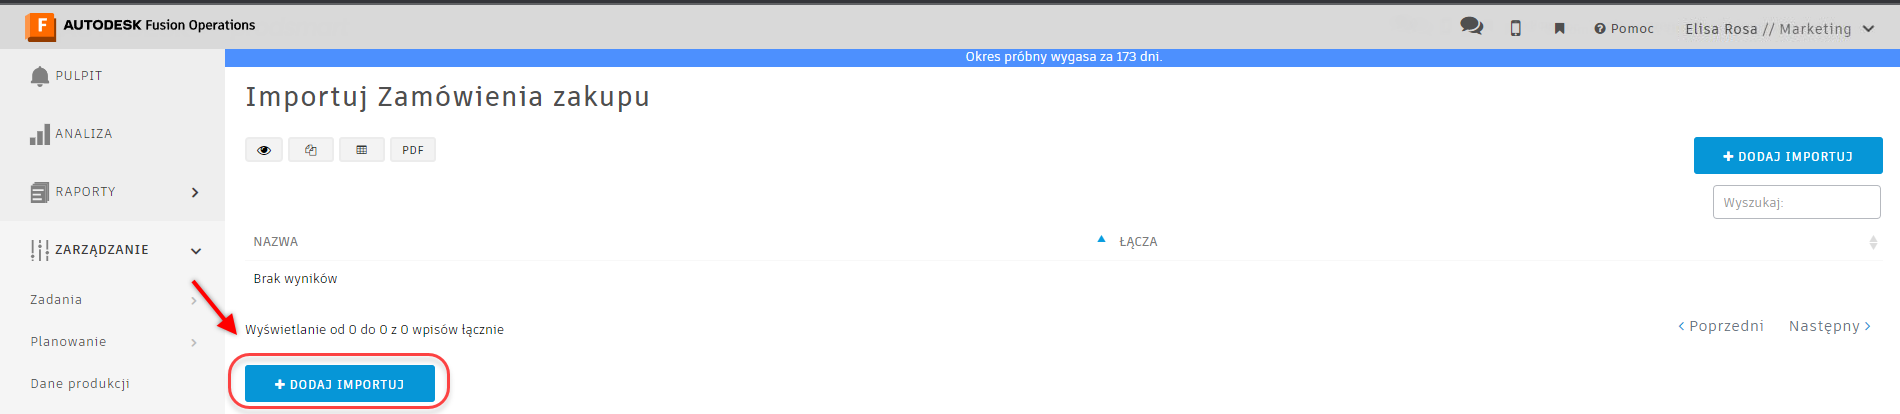 F AUTODESK Fusion Operations
Pomoc
Elisa Rosa // Marketing
Okres próbny wygasa za 173 dni.
PULPIT
ANALIZA
RAPORTY
ZARZĄDZANIE
Zadania
Planowanie
Dane produkcji
Importuj Zamówienia zakupu
PDF
+ DODAJ IMPORTUJ
Wyszukaj:
NAZWA
ŁĄCZA
Brak wyników
Wyświetlanie od 0 do 0 z 0 wpisów łącznie
Poprzedni
Następny
+ DODAJ IMPORTUJ